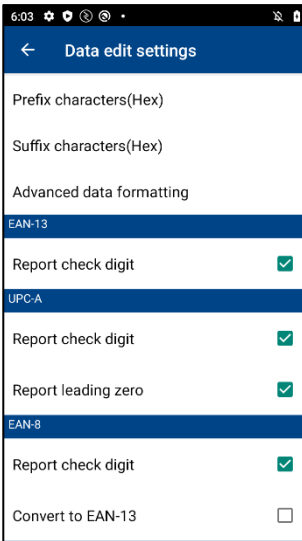 6:03
Data edit settings
Prefix characters(Hex)
Suffix characters(Hex)
Advanced data formatting
EAN-13
Report check digit
UPC-A
Report check digit
Report leading zero
EAN-8
Report check digit
Convert to EAN-13